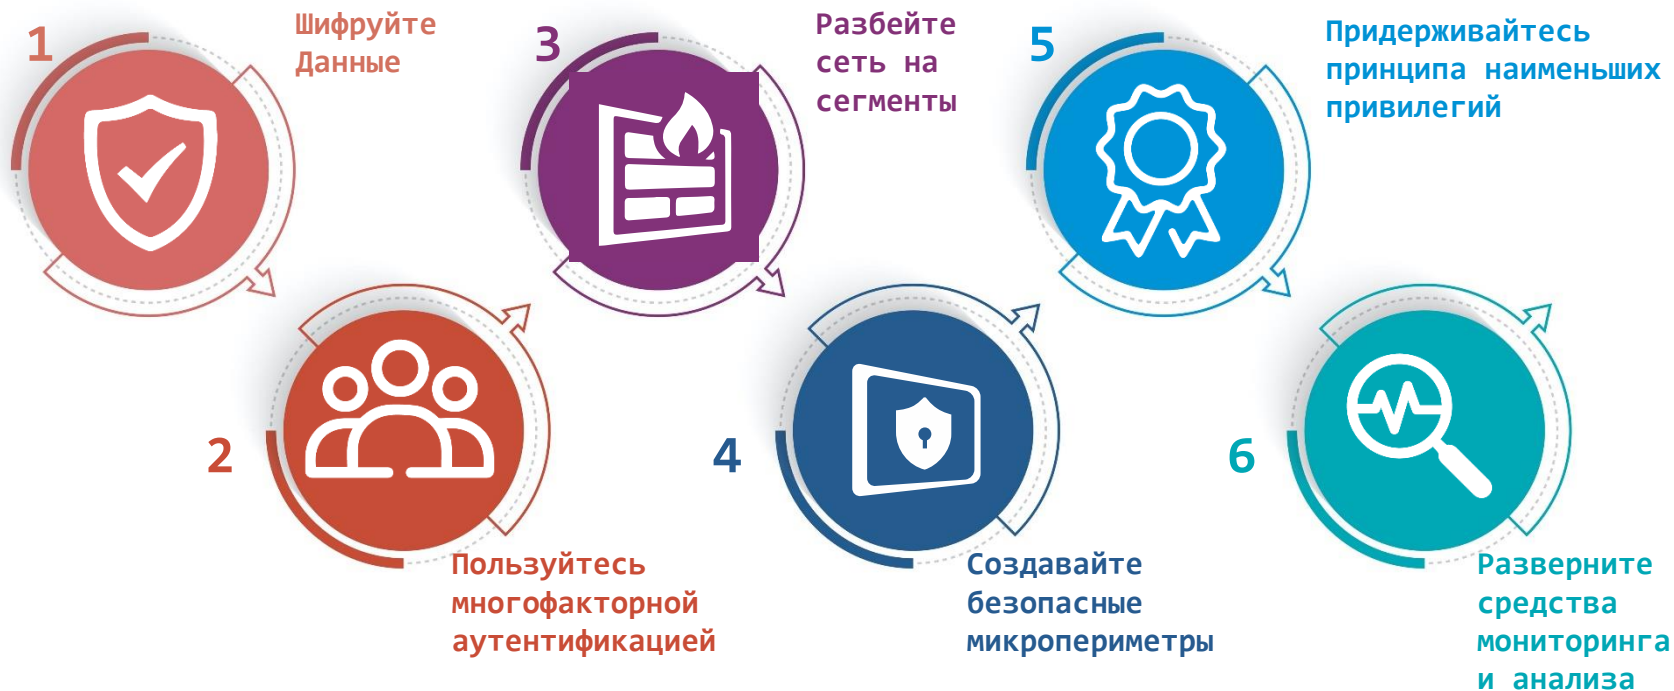 1
Шифруйте
Данные
2
Пользуйтесь
многофакторной
аутентификацией
3
Разбейте
сеть на
сегменты
4
Создавайте
безопасные
микропериметры
5
Придерживайтесь
принципа наименьших
привилегий
6
Разверните
средства
мониторинга
и анализа